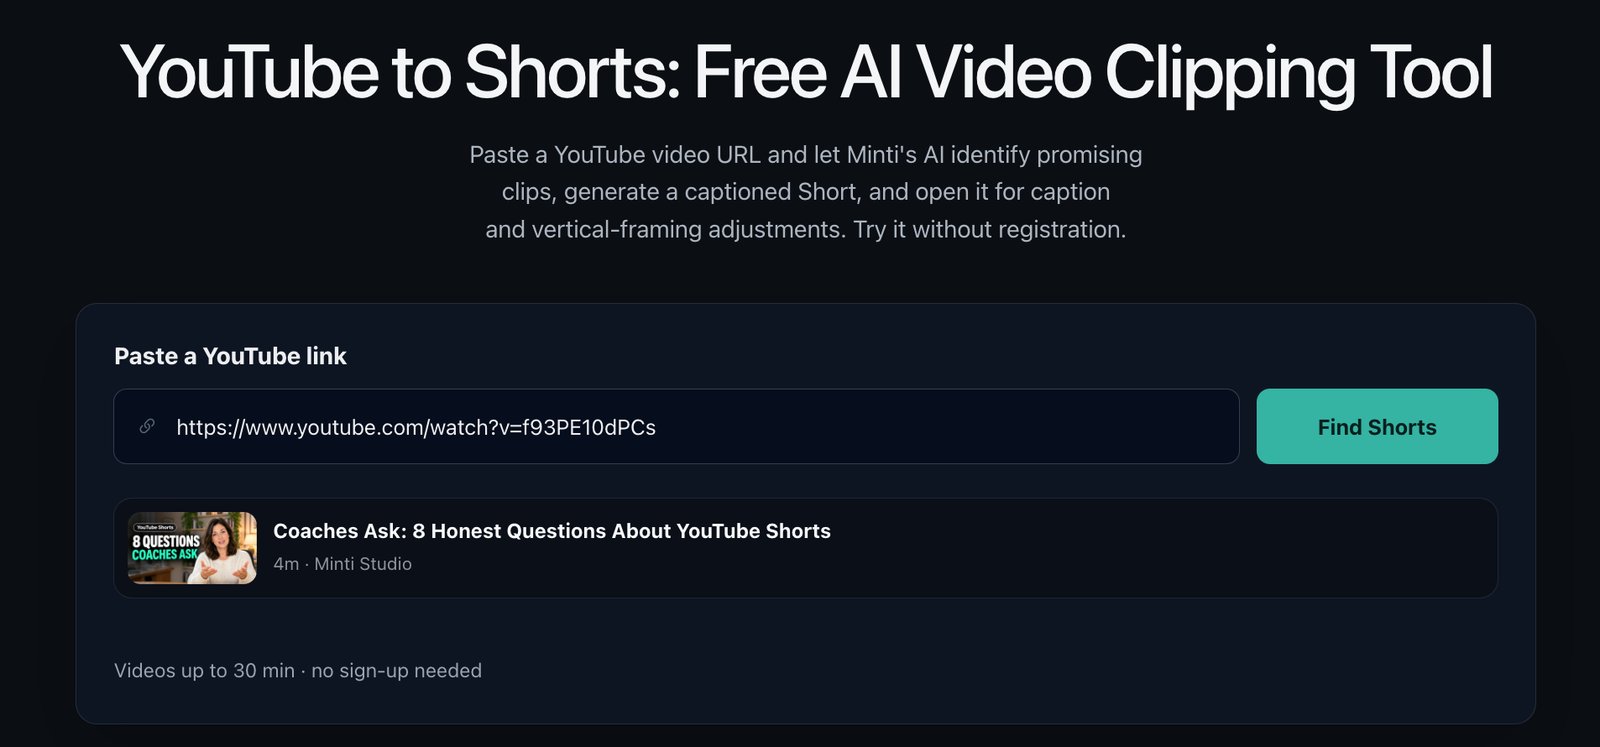 YouTube to Shorts: Free AI Video Clipping Tool
Paste a YouTube video URL and let Minti's AI identify promising
clips, generate a captioned Short, and open it for caption
and vertical-framing adjustments. Try it without registration.
Paste a YouTube link
https://www.youtube.com/watch?v=f93PE10dPCs
Find Shorts
YouTube Shorts
8 QUESTIONS
COACHES ASK
Coaches Ask: 8 Honest Questions About YouTube Shorts
4m · Minti Studio
Videos up to 30 min · no sign-up needed